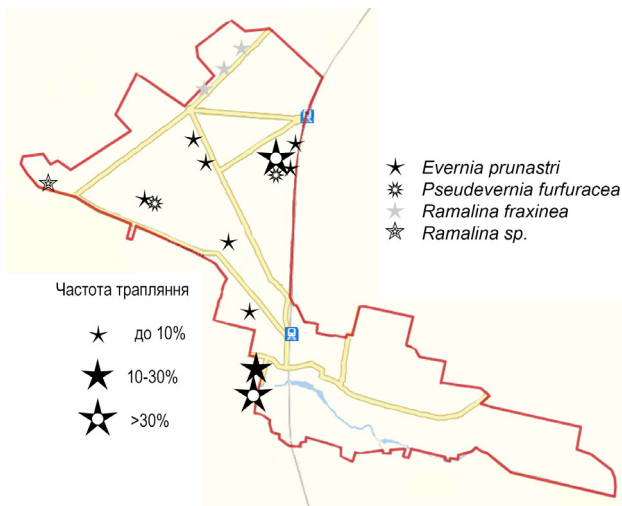 Evernia prunastri
Pseudevernia furfuracea
Ramalina fraxinea
Ramalina sp.
Частота трапляння
до 10%
10-30%
>30%